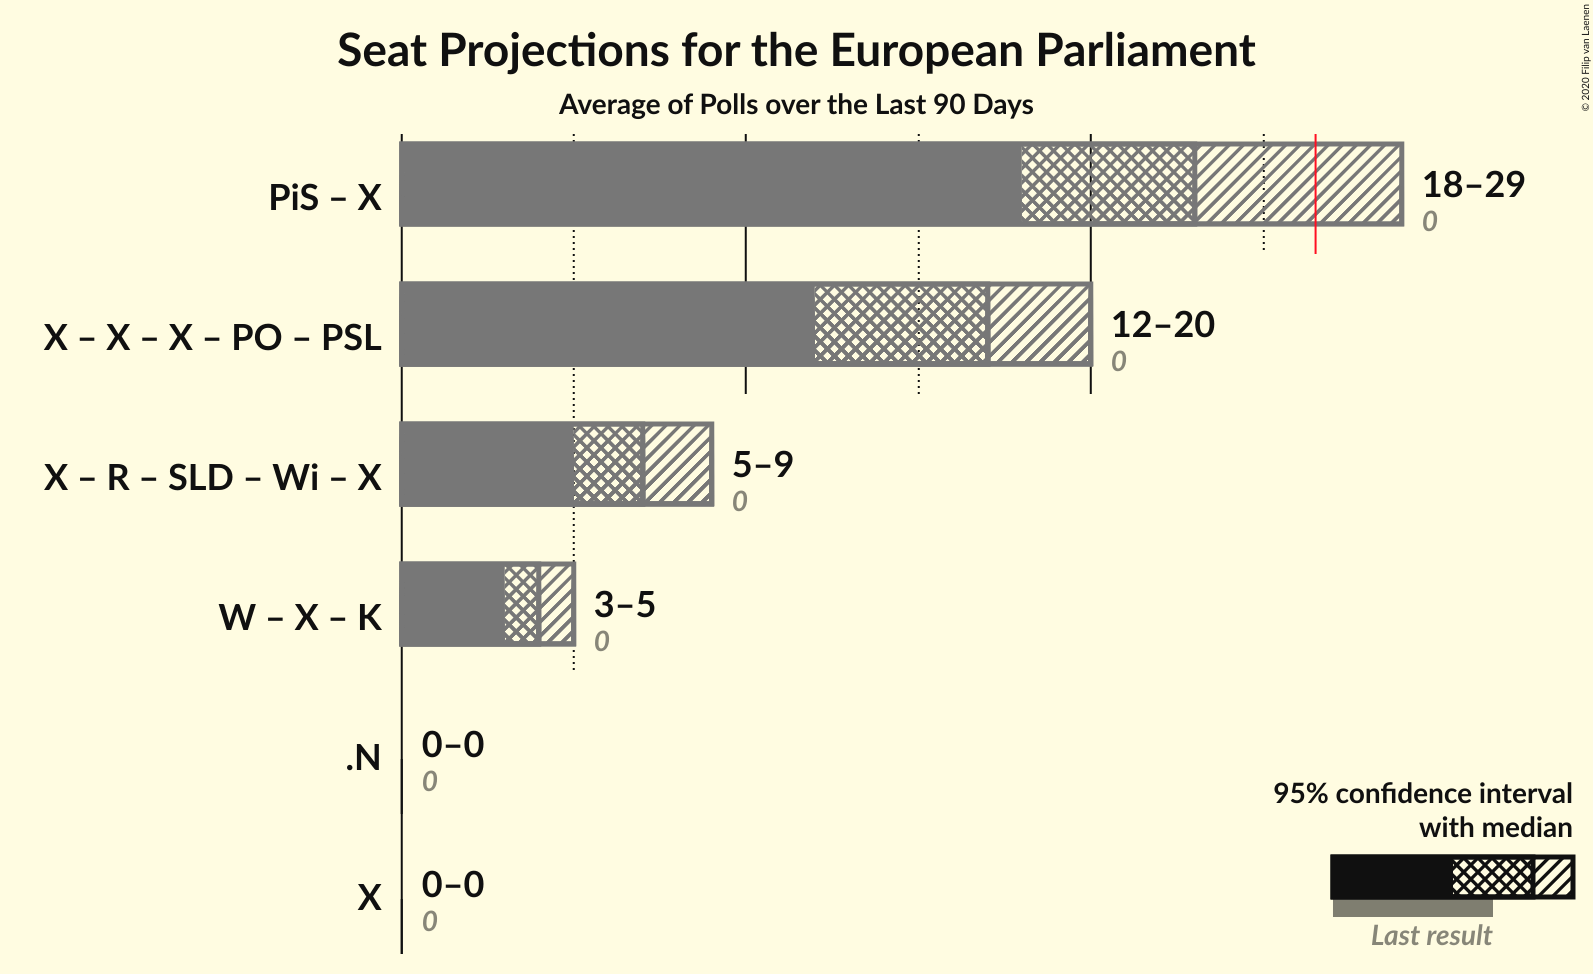 Seat Projections for the European Parliament
Average of Polls over the Last 90 Days
© 2020 Filip van Laenen
PiS – X
18–29
0
X – X – X – PO – PSL
12–20
0
X – R – SLD – Wi – X
5–9
0
W – X – K
3–5
0
.N
0–0
0
X
0–0
0
95% confidence interval
with median
Last result